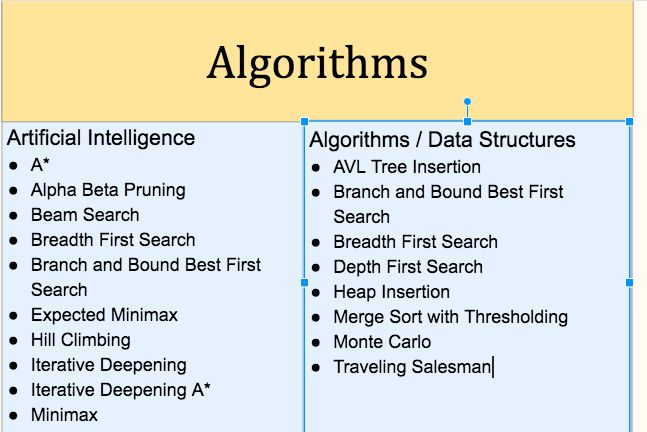 Algorithms
Artificial Intelligence
● A*
● Alpha Beta Pruning
● Beam Search
● Breadth First Search
● Branch and Bound Best First
Search
● Expected Minimax
● Hill Climbing
● Iterative Deepening
● Iterative Deepening A*
● Minimax
Algorithms / Data Structures
● AVL Tree Insertion
● Branch and Bound Best First
Search
● Breadth First Search
● Depth First Search
● Heap Insertion
● Merge Sort with Thresholding
● Monte Carlo
● Traveling Salesman